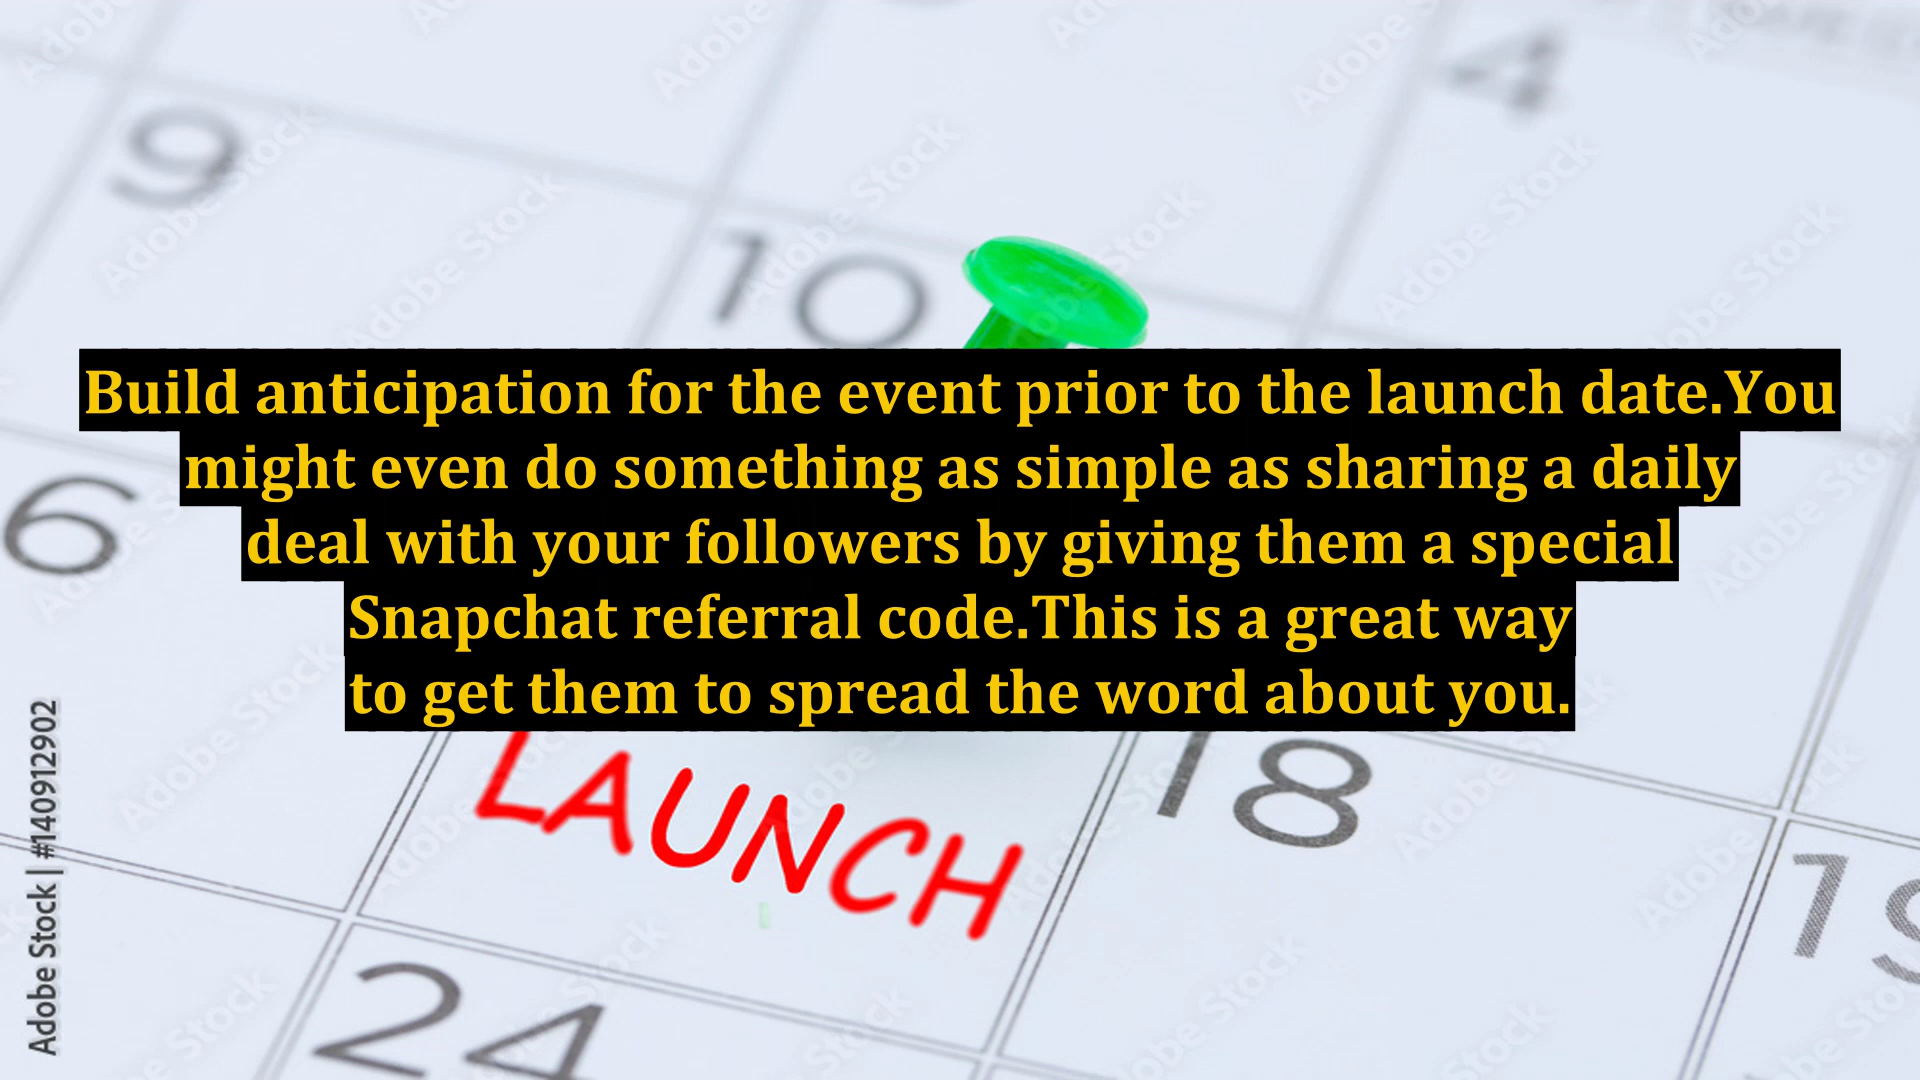 4
9
10
Build anticipation for the event prior to the launch date.You
might even do something as simple as sharing a daily
deal with your followers by giving them a special
Snapchat referral code.This is a great way
to get them to spread the word about you.
6
LAUNCH
18
19
24
Adobe Stock | #140912902
Adobe Stock